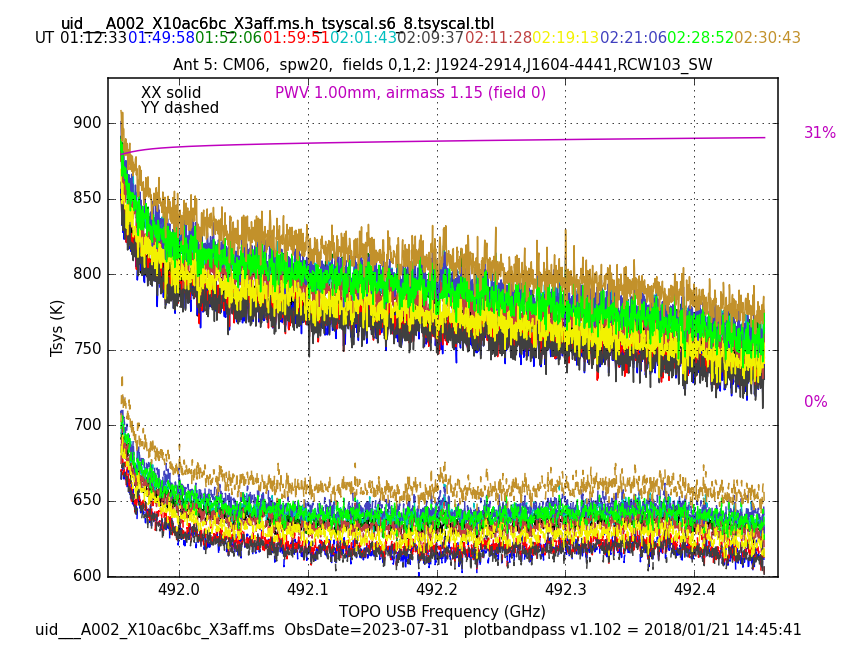 uid___A002_X10ac6bc_X3aff.ms.h_tsyscal.s6_8.tsyscal.tbl
UT 01:12:33 01:49:58 01:52:06 01:59:51 02:01:43 02:09:37 02:11:28 02:19:13 02:21:06 02:28:52 02:30:43
Ant 5: CM06, spw20, fields 0,1,2: J1924-2914,J1604-4441,RCW103_SW
XX solid
YY dashed
PWV 1.00mm, airmass 1.15 (field 0)
31%
0%
Tsys (K)
900
850
800
750
700
650
600
492.0 492.1 492.2 492.3 492.4
TOPO USB Frequency (GHz)
uid___A002_X10ac6bc_X3aff.ms ObsDate=2023-07-31 plotbandpass v1.102 = 2018/01/21 14:45:41